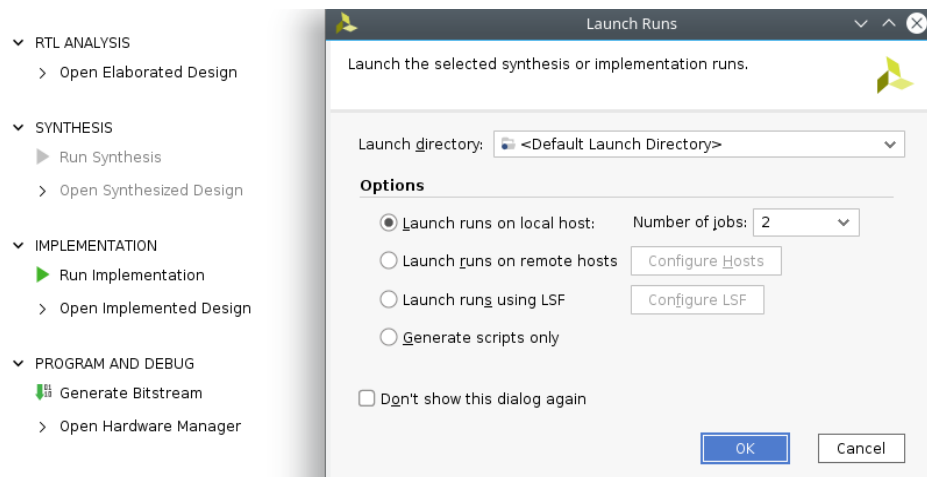 RTL ANALYSIS
Open Elaborated Design
SYNTHESIS
Run Synthesis
Open Synthesized Design
IMPLEMENTATION
Run Implementation
Open Implemented Design
PROGRAM AND DEBUG
Generate Bitstream
Open Hardware Manager
Launch Runs
Launch the selected synthesis or implementation runs.
Launch directory: <Default Launch Directory>
Options
Launch runs on local host: Number of jobs: 2
Launch runs on remote hosts Configure Hosts
Launch runs using LSF Configure LSF
Generate scripts only
Don't show this dialog again
OK Cancel